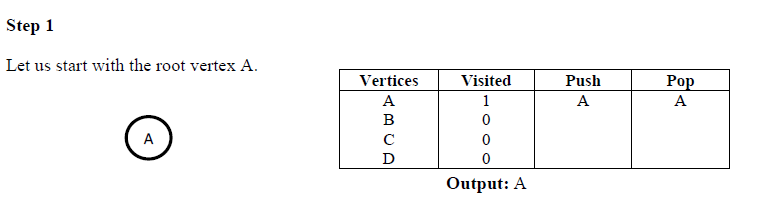 Step 1
Let us start with the root vertex A.
A
Vertices Visited Push Pop
A 1 A A
B 0
C 0
D 0
Output: A